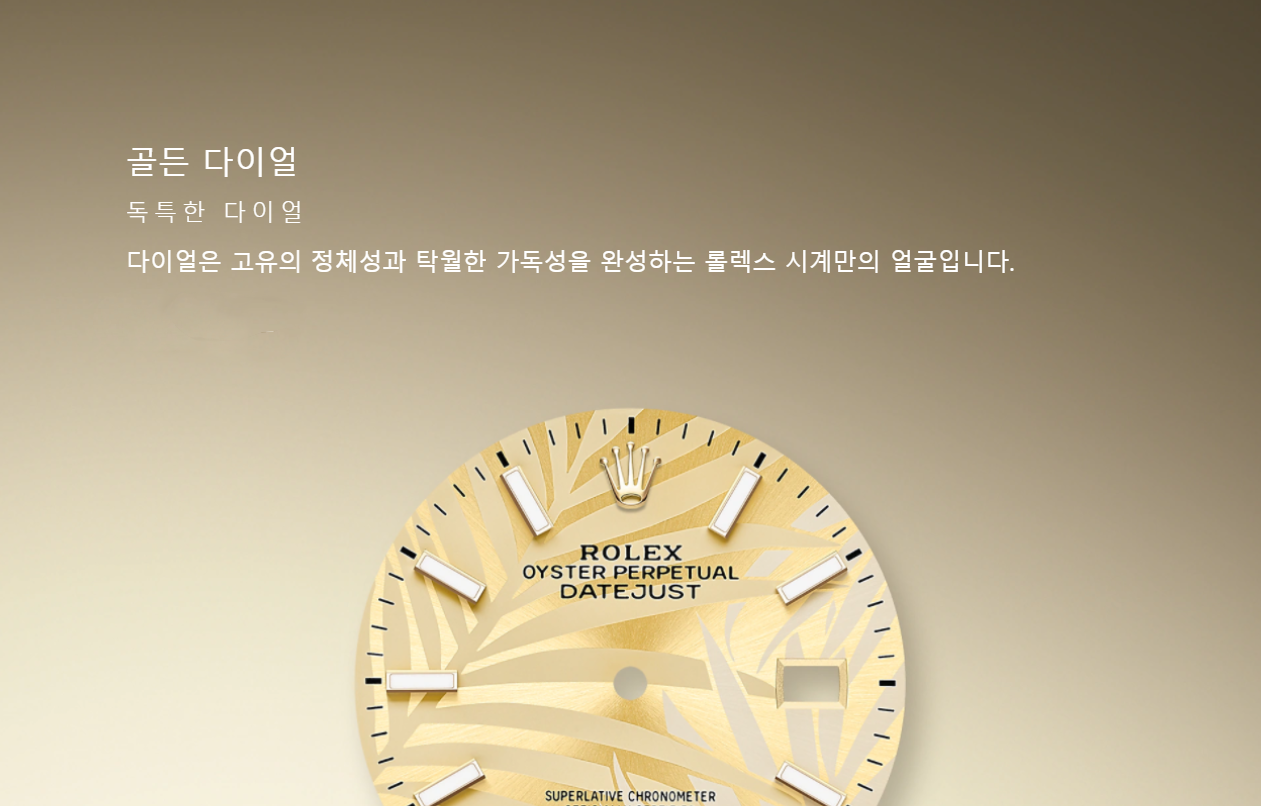 골든 다이얼
독특한 다이얼
다이얼은 고유의 정체성과 탁월한 가독성을 완성하는 롤렉스 시계만의 얼굴입니다.
ROLEX
OYSTER PERPETUAL
DATEJUST
SUPERLATIVE CHRONOMETER